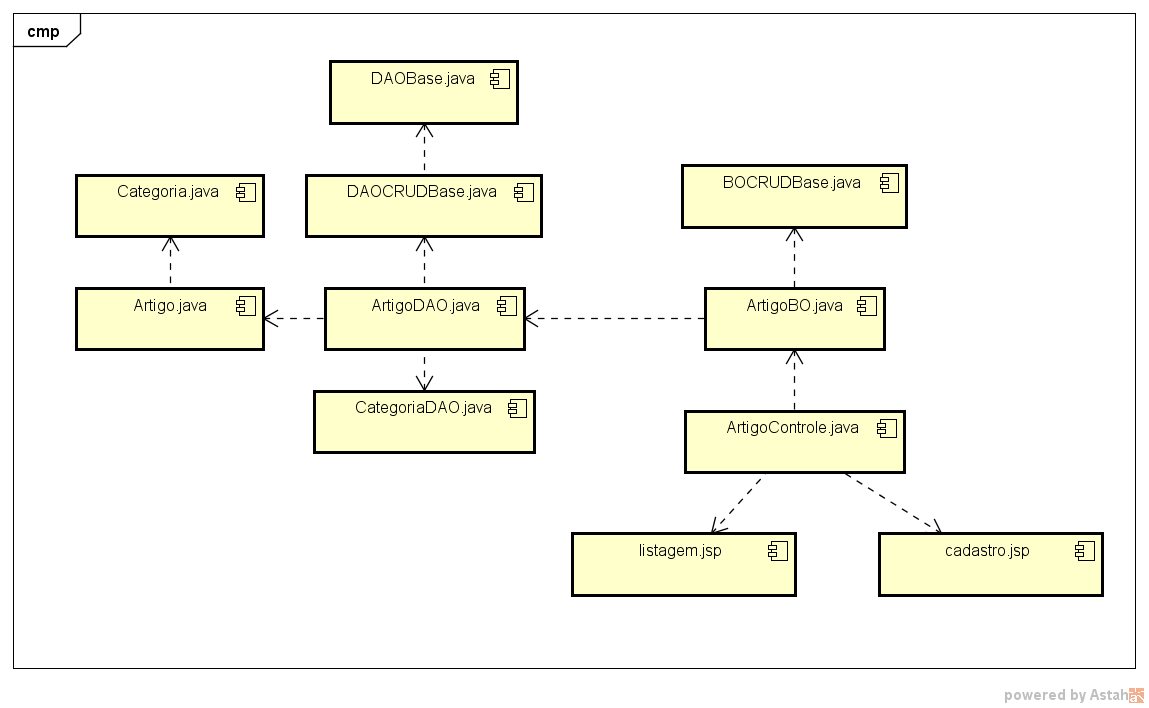 cmp
DAOBase.java
Categoria.java
DAOCRUDBase.java
BOCRUDBase.java
Artigo.java
ArtigoDAO.java
ArtigoBO.java
CategoriaDAO.java
ArtigoControle.java
listagem.jsp
cadastro.jsp
powered by Astah